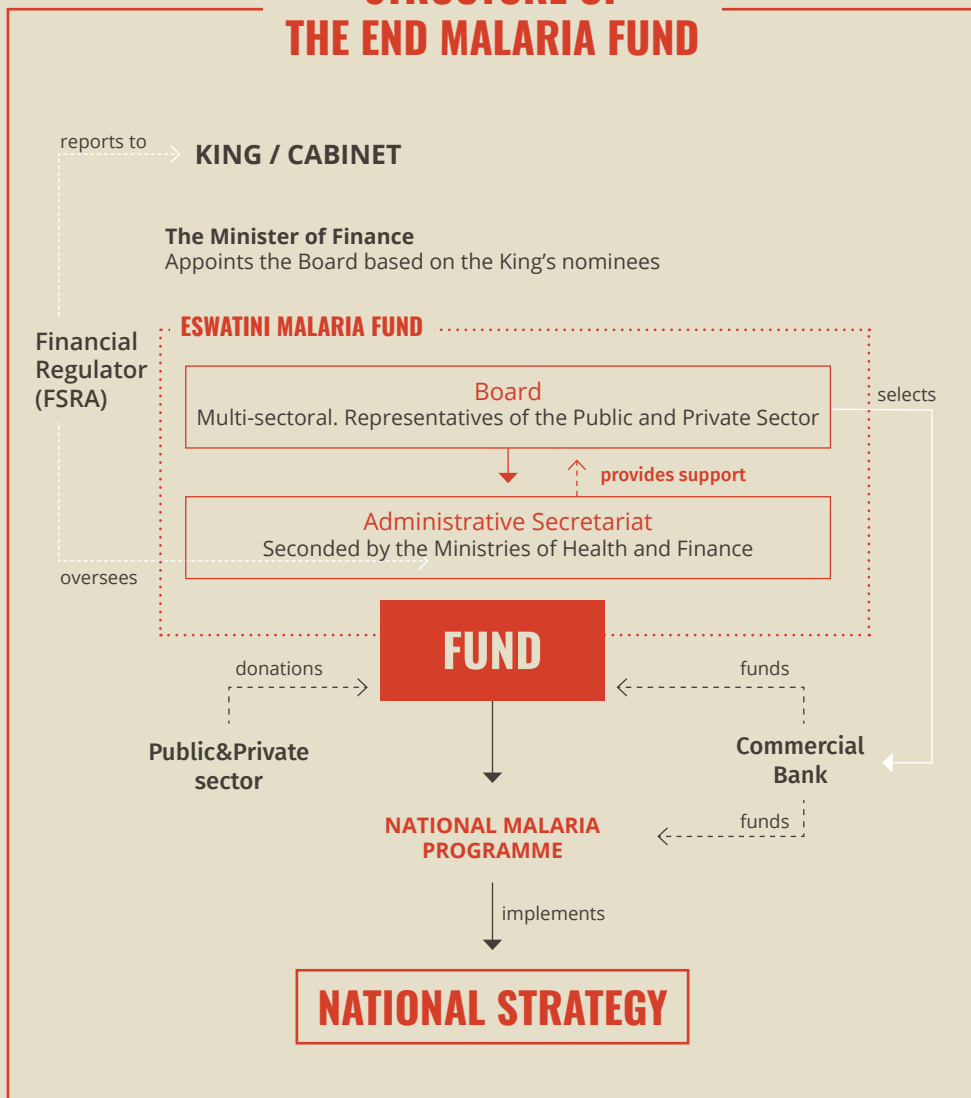 STRUCTURE OF
THE END MALARIA FUND
reports to
KING / CABINET
The Minister of Finance
Appoints the Board based on the King’s nominees
Financial
Regulator
(FSRA)
ESWATINI MALARIA FUND
Board
Multi-sectoral. Representatives of the Public and Private Sector
selects
provides support
Administrative Secretariat
Seconded by the Ministries of Health and Finance
oversees
FUND
donations
funds
Public&Private
sector
Commercial
Bank
funds
NATIONAL MALARIA
PROGRAMME
implements
NATIONAL STRATEGY